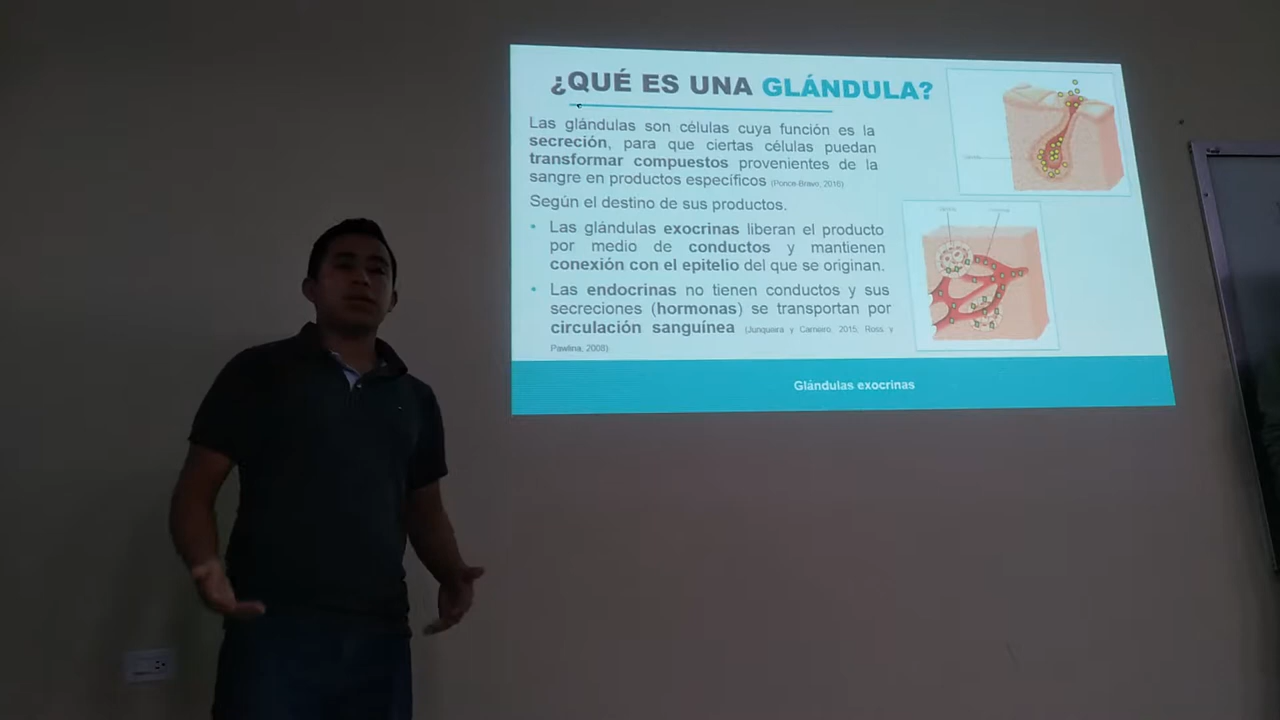 ¿QUÉ ES UNA GLÁNDULA?
Las glándulas son células cuya función es la
secreción, para que ciertas células puedan
transformar compuestos provenientes de la
sangre en productos específicos (Ponce-Bravo, 2016)
Según el destino de sus productos.
• Las glándulas exocrinas liberan el producto
por medio de conductos y mantienen
conexión con el epitelio del que se originan.
• Las endocrinas no tienen conductos y sus
secreciones (hormonas) se transportan por
circulación sanguínea (Junqueira y Carneiro, 2015, Ross y
Pawlina, 2008)
Glándulas exocrinas